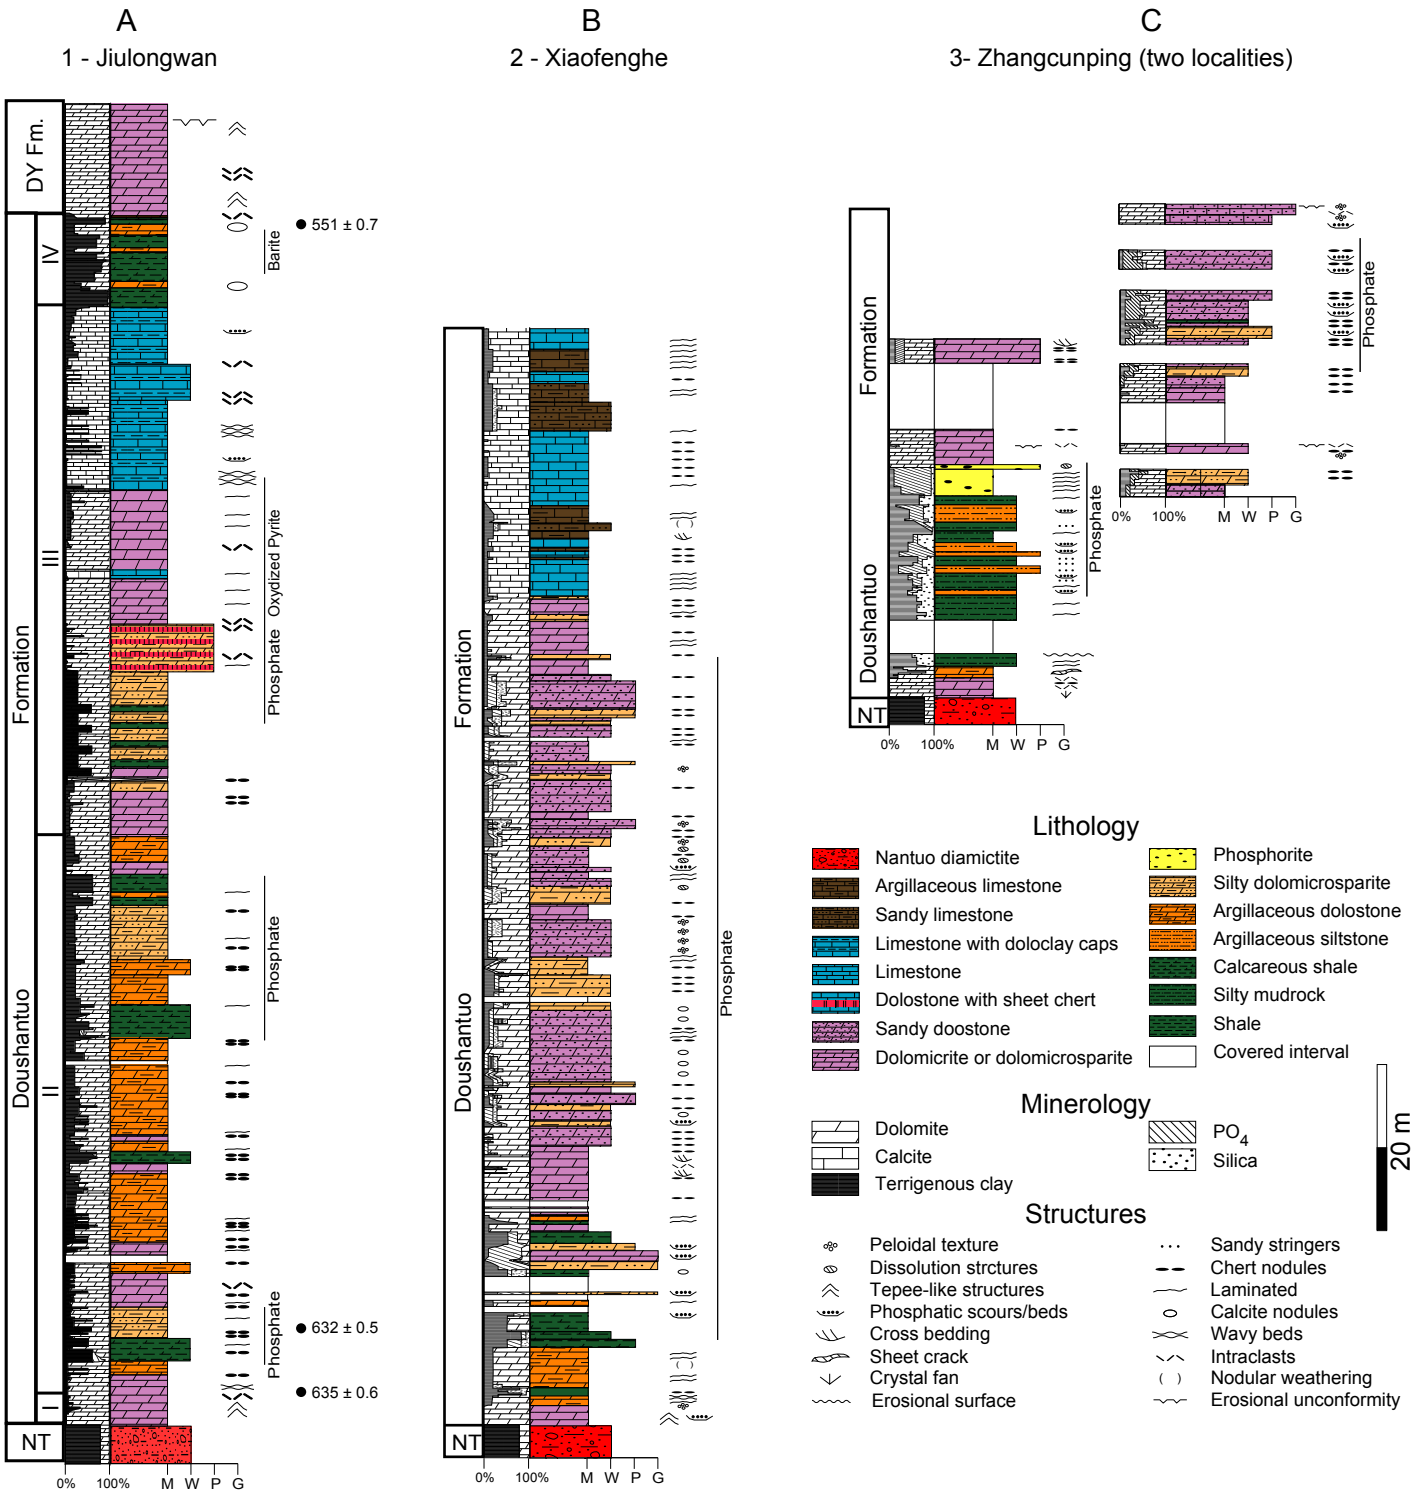 A
1 - Jiulongwan
B
2 - Xiaofenghe
C
3- Zhangcunping (two localities)
DY Fm.
IV
III
II
I
Formation
Doushantuo
NT
551 ± 0.7
632 ± 0.5
635 ± 0.6
Barite
Oxydized Pyrite
Phosphate
Phosphate
Phosphate
0%
100%
M
W
P
G
Formation
Doushantuo
NT
Phosphate
0%
100%
M
W
P
G
Formation
Doushantuo
NT
Phosphate
0%
100%
M
W
P
G
Phosphate
0%
100%
M
W
P
G
Lithology
Nantuo diamictite
Argillaceous limestone
Sandy limestone
Limestone with doloclay caps
Limestone
Dolostone with sheet chert
Sandy doostone
Dolomicrite or dolomicrosparite
Phosphorite
Silty dolomicrosparite
Argillaceous dolostone
Argillaceous siltstone
Calcareous shale
Silty mudrock
Shale
Covered interval
Minerology
Dolomite
Calcite
Terrigenous clay
PO4
Silica
20 m
Structures
Peloidal texture
Dissolution strctures
Tepee-like structures
Phosphatic scours/beds
Cross bedding
Sheet crack
Crystal fan
Erosional surface
Sandy stringers
Chert nodules
Laminated
Calcite nodules
Wavy beds
Intraclasts
Nodular weathering
Erosional unconformity